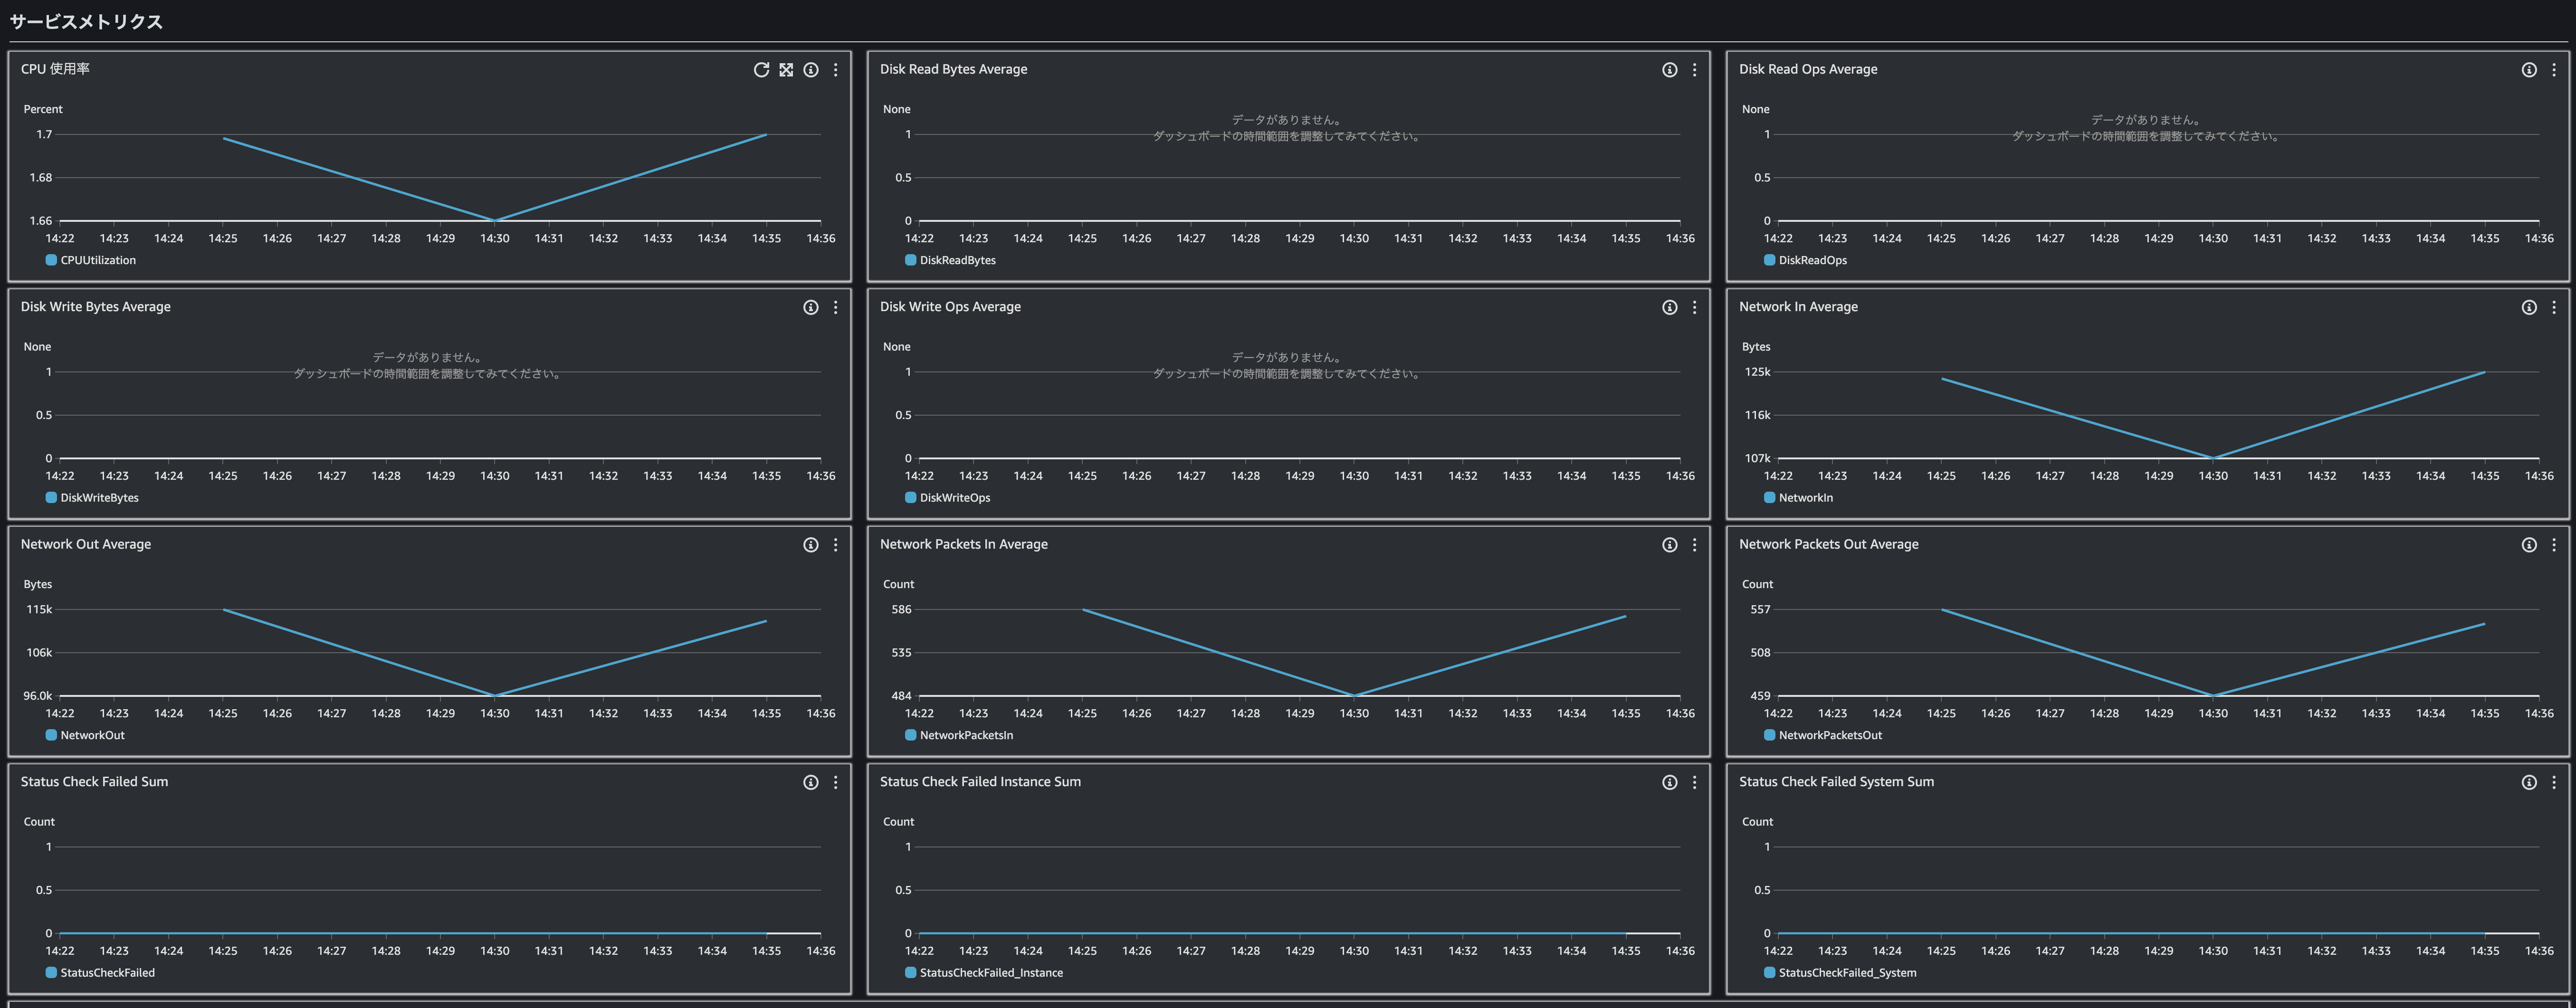 サービスメトリクス
CPU 使用率
Percent
1.7
1.68
1.66
14:22 14:23 14:24 14:25 14:26 14:27 14:28 14:29 14:30 14:31 14:32 14:33 14:34 14:35 14:36
CPUUtilization
Disk Read Bytes Average
None
データがありません。
1
ダッシュボードの時間範囲を調整してみてください。
0.5
0
14:22 14:23 14:24 14:25 14:26 14:27 14:28 14:29 14:30 14:31 14:32 14:33 14:34 14:35 14:36
DiskReadBytes
Disk Read Ops Average
None
データがありません。
1
ダッシュボードの時間範囲を調整してみてください。
0.5
0
14:22 14:23 14:24 14:25 14:26 14:27 14:28 14:29 14:30 14:31 14:32 14:33 14:34 14:35 14:36
DiskReadOps
Disk Write Bytes Average
None
データがありません。
1
ダッシュボードの時間範囲を調整してみてください。
0.5
0
14:22 14:23 14:24 14:25 14:26 14:27 14:28 14:29 14:30 14:31 14:32 14:33 14:34 14:35 14:36
DiskWriteBytes
Disk Write Ops Average
None
データがありません。
1
ダッシュボードの時間範囲を調整してみてください。
0.5
0
14:22 14:23 14:24 14:25 14:26 14:27 14:28 14:29 14:30 14:31 14:32 14:33 14:34 14:35 14:36
DiskWriteOps
Network In Average
Bytes
125k
116k
107k
14:22 14:23 14:24 14:25 14:26 14:27 14:28 14:29 14:30 14:31 14:32 14:33 14:34 14:35 14:36
NetworkIn
Network Out Average
Bytes
115k
106k
96.0k
14:22 14:23 14:24 14:25 14:26 14:27 14:28 14:29 14:30 14:31 14:32 14:33 14:34 14:35 14:36
NetworkOut
Network Packets In Average
Count
586
535
484
14:22 14:23 14:24 14:25 14:26 14:27 14:28 14:29 14:30 14:31 14:32 14:33 14:34 14:35 14:36
NetworkPacketsIn
Network Packets Out Average
Count
557
508
459
14:22 14:23 14:24 14:25 14:26 14:27 14:28 14:29 14:30 14:31 14:32 14:33 14:34 14:35 14:36
NetworkPacketsOut
Status Check Failed Sum
Count
1
0.5
0
14:22 14:23 14:24 14:25 14:26 14:27 14:28 14:29 14:30 14:31 14:32 14:33 14:34 14:35 14:36
StatusCheckFailed
Status Check Failed Instance Sum
Count
1
0.5
0
14:22 14:23 14:24 14:25 14:26 14:27 14:28 14:29 14:30 14:31 14:32 14:33 14:34 14:35 14:36
StatusCheckFailed_Instance
Status Check Failed System Sum
Count
1
0.5
0
14:22 14:23 14:24 14:25 14:26 14:27 14:28 14:29 14:30 14:31 14:32 14:33 14:34 14:35 14:36
StatusCheckFailed_System